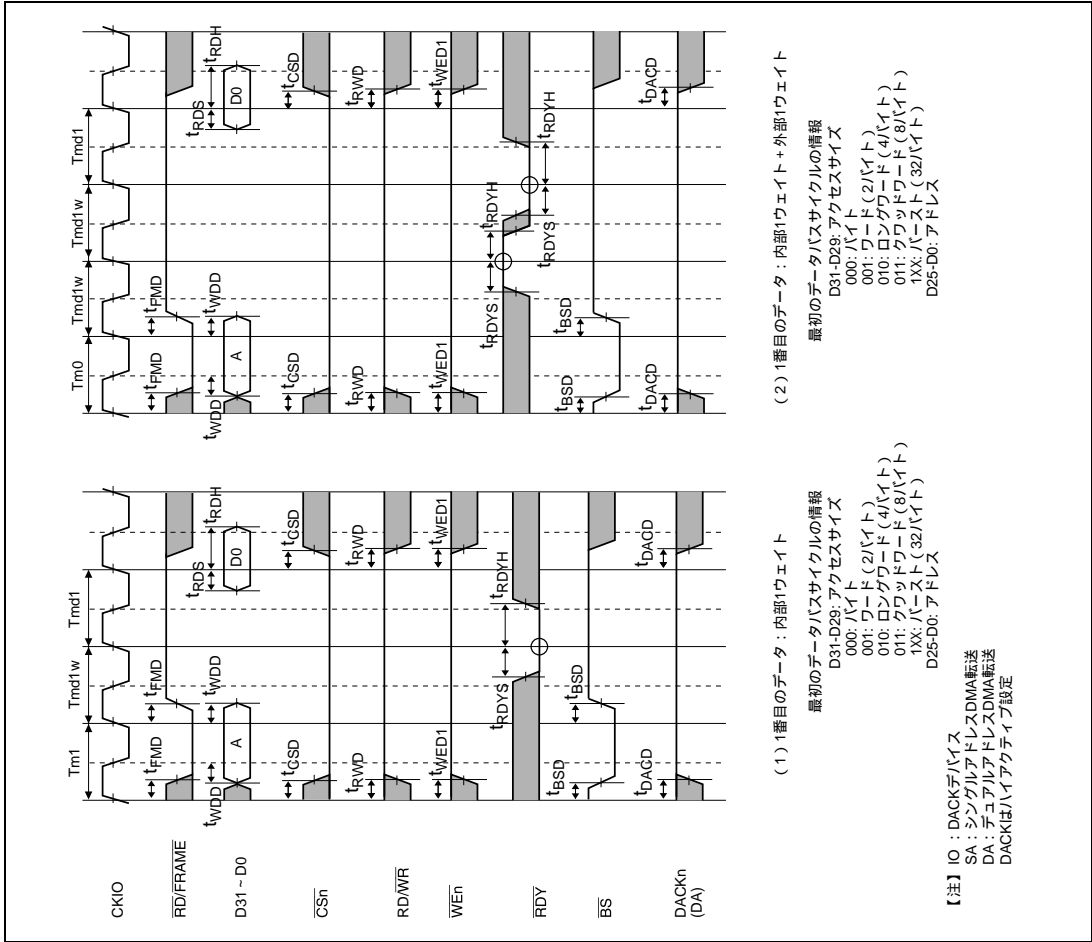 Tm1
Tmd1w
Tmd1
CKIO
tFMD
tFMD
RD/FRAME
tWDD
tWDD
tRDS
tRDH
D31~D0
A
D0
tCSD
tCSD
CSn
tRWD
tRWD
RD/WR
tWED1
tWED1
WEn
tRDYS
tRDYH
RDY
tBSD
tBSD
BS
tDACD
tDACD
DACKn
(DA)
(1)1番目のデータ:内部1ウェイト
最初のデータバスサイクルの情報
D31-D29: アクセスサイズ
000: バイト
001: ワード(2バイト)
010: ロングワード(4バイト)
011: クワッドワード(8バイト)
1XX: バースト(32バイト)
D25-D0: アドレス
Tm0
Tmd1w
Tmd1w
Tmd1
tFMD
tFMD
tWDD
tWDD
tRDS
tRDH
A
D0
tCSD
tCSD
tRWD
tRWD
tWED1
tWED1
tRDYS
tRDYH
tRDYS
tRDYH
tBSD
tBSD
tDACD
tDACD
(2)1番目のデータ:内部1ウェイト+外部1ウェイト
最初のデータバスサイクルの情報
D31-D29: アクセスサイズ
000: バイト
001: ワード(2バイト)
010: ロングワード(4バイト)
011: クワッドワード(8バイト)
1XX: バースト(32バイト)
D25-D0: アドレス
【注】 IO : DACKデバイス
SA : シングルアドレスDMA転送
DA : デュアルアドレスDMA転送
DACKはハイアクティブ設定